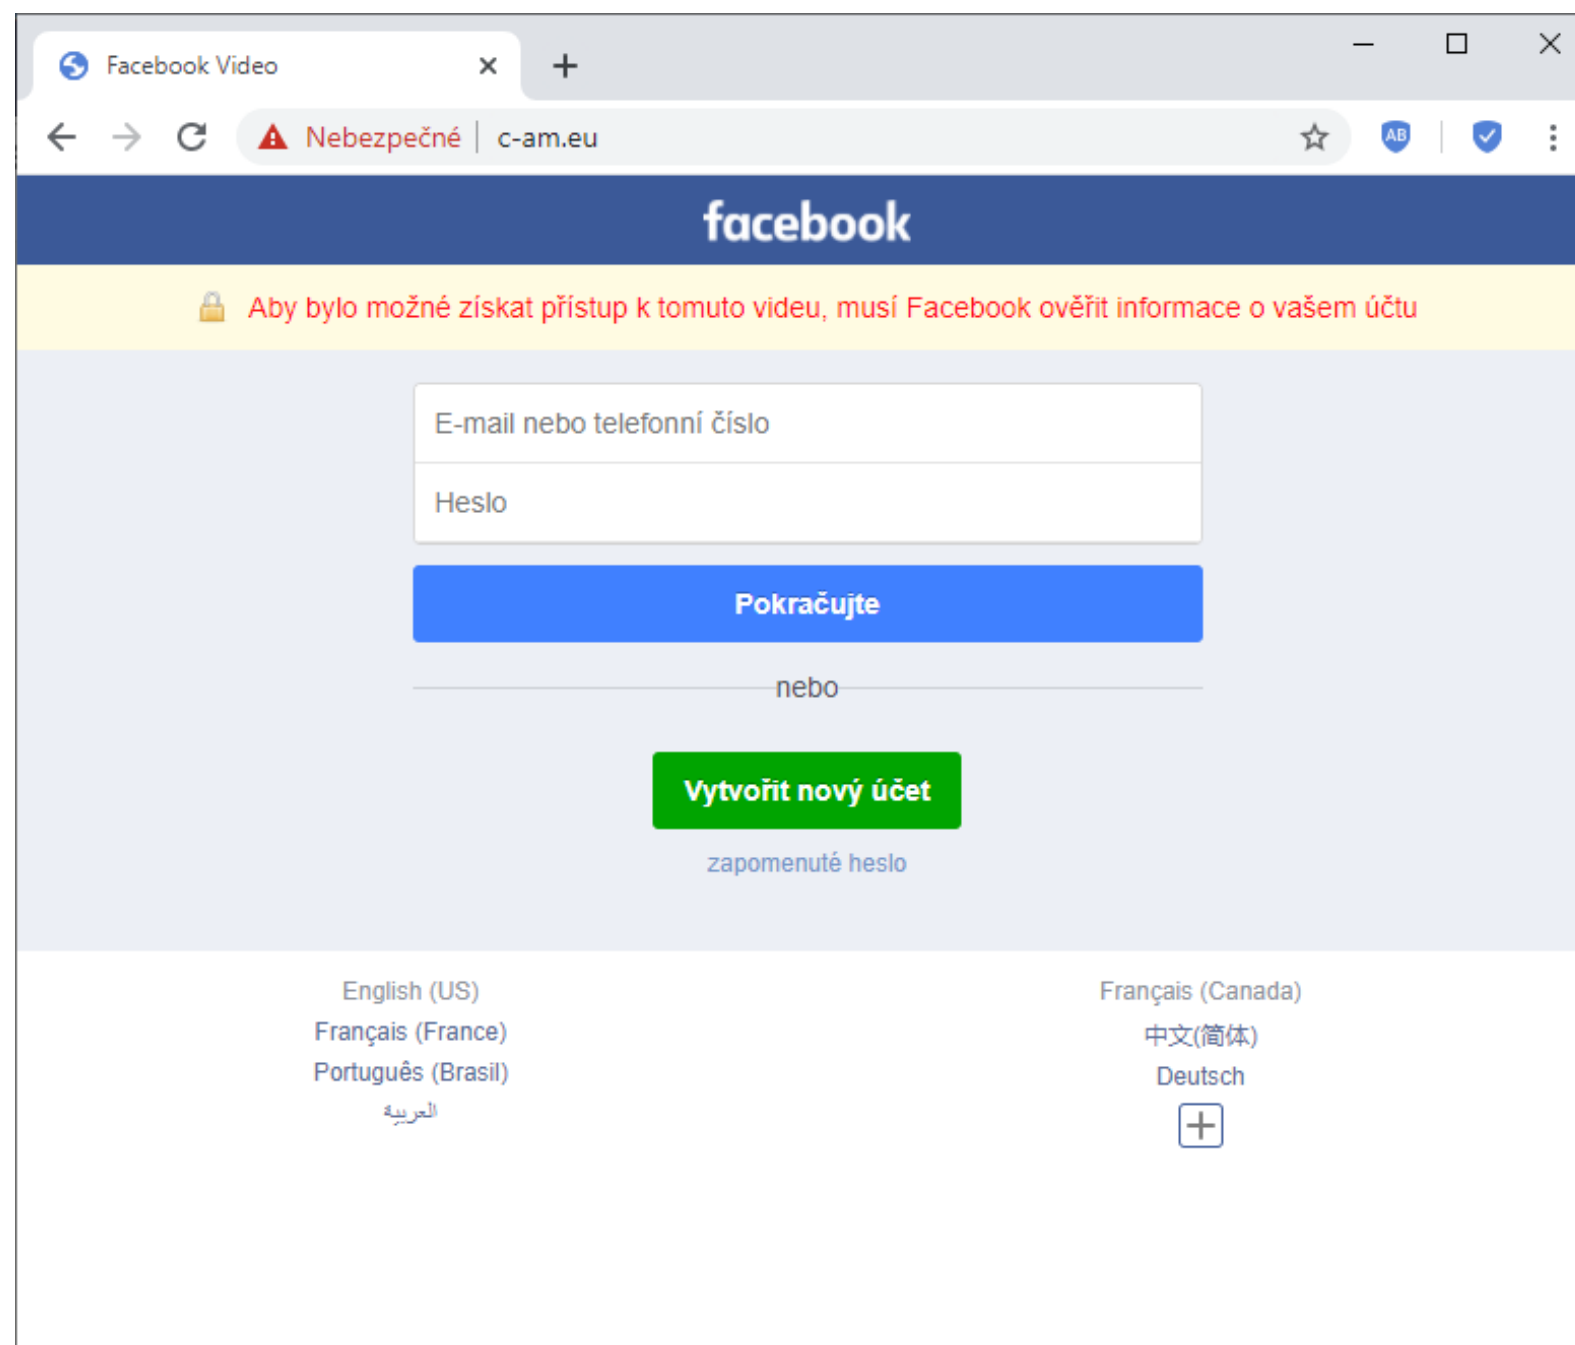 Facebook Video
Nebezpečné c-am.eu
AB
facebook
Aby bylo možné získat přístup k tomuto videu, musí Facebook ověřit informace o vašem účtu
E-mail nebo telefonní číslo
Heslo
Pokračujte
nebo
Vytvořit nový účet
zapomenuté heslo
English (US)
Français (France)
Português (Brasil)
العربية
Français (Canada)
中文(简体)
Deutsch